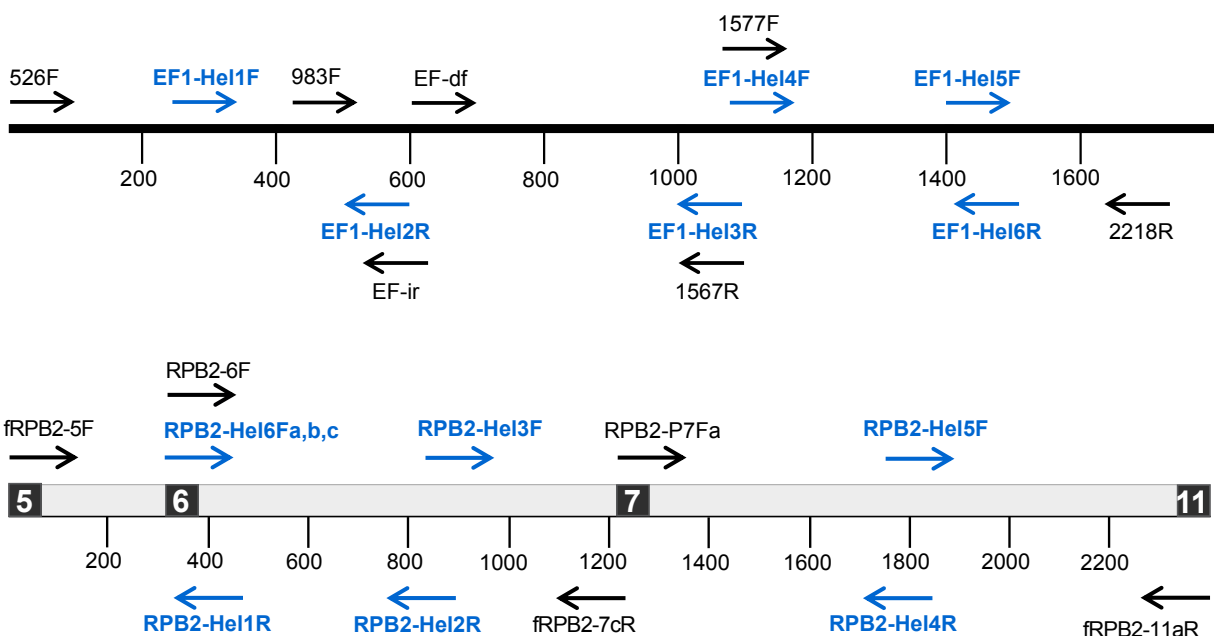 1577F
526F EF1-Hel1F 983F EF-df EF1-Hel4F EF1-Hel5F
200 400 600 800 1000 1200 1400 1600
EF1-Hel2R EF1-Hel3R EF1-Hel6R 2218R
EF-ir 1567R
RPB2-6F
fRPB2-5F RPB2-Hel6Fa,b,c RPB2-Hel3F RPB2-P7Fa RPB2-Hel5F
5 6 7 11
200 400 600 800 1000 1200 1400 1600 1800 2000 2200
RPB2-Hel1R RPB2-Hel2R fRPB2-7cR RPB2-Hel4R fRPB2-11aR